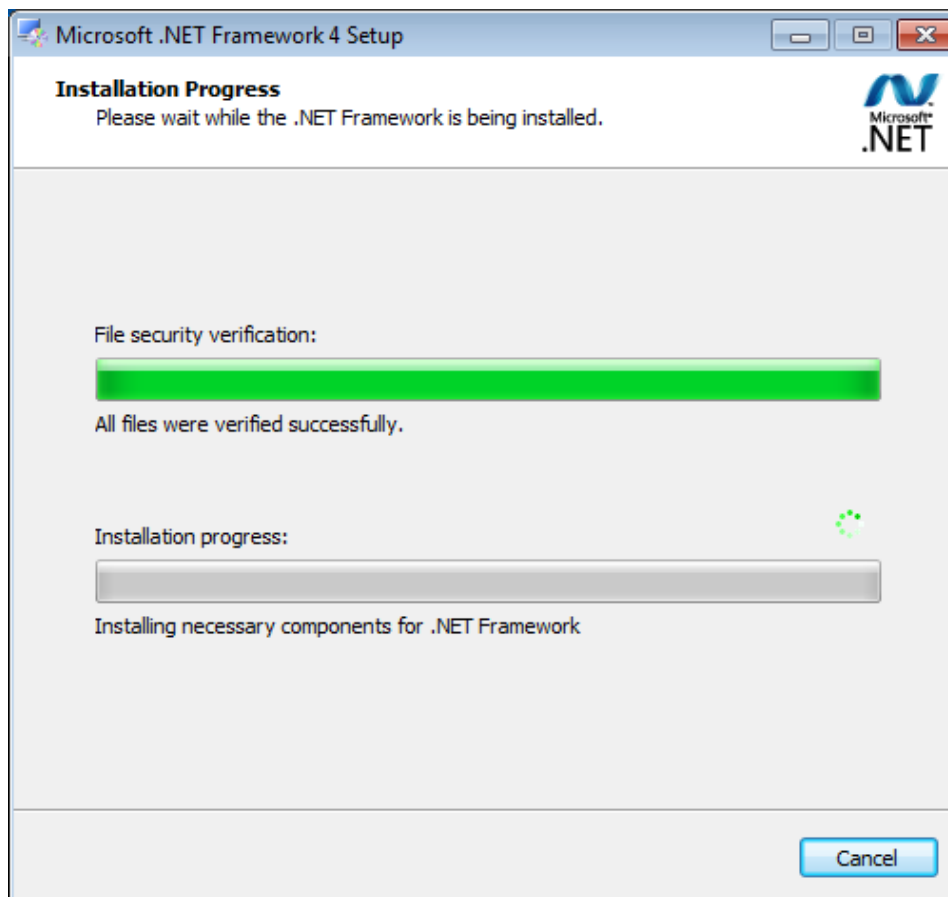 Microsoft .NET Framework 4 Setup
Installation Progress
Please wait while the .NET Framework is being installed.
Microsoft®
.NET
File security verification:
All files were verified successfully.
Installation progress:
Installing necessary components for .NET Framework
Cancel